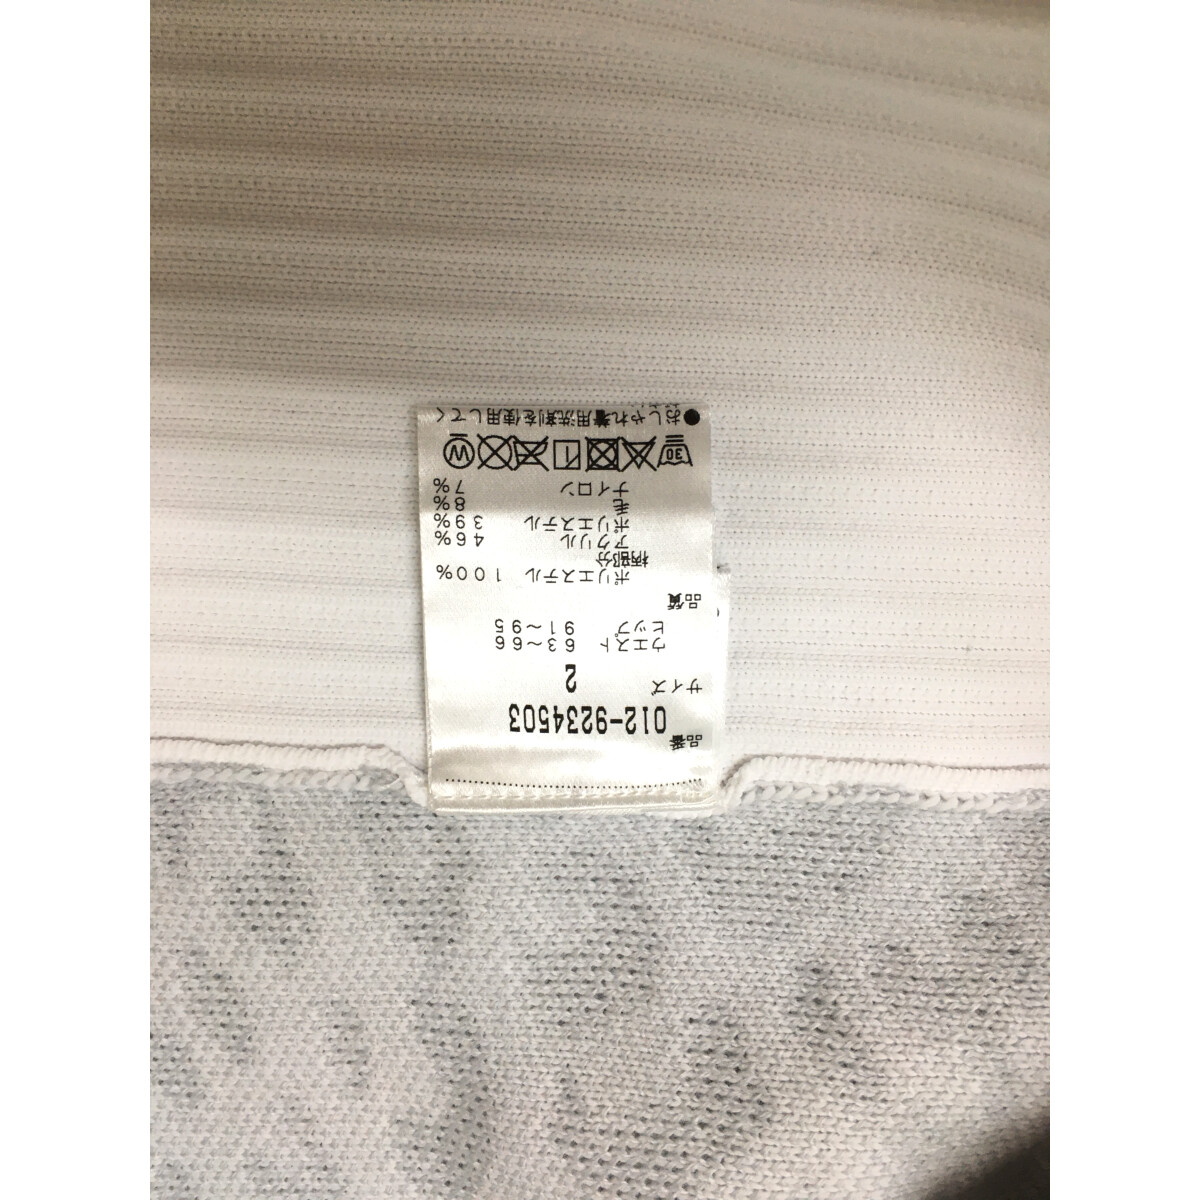 品番
012-9234503
サイズ 2
ウエスト 63~66
ヒップ 91~95
品質
ポリエステル 100%
柄部分
アクリル 46%
ポリエステル 39%
毛 8%
ナイロン 7%
30 W
●おしゃれ着用洗剤を使用してく